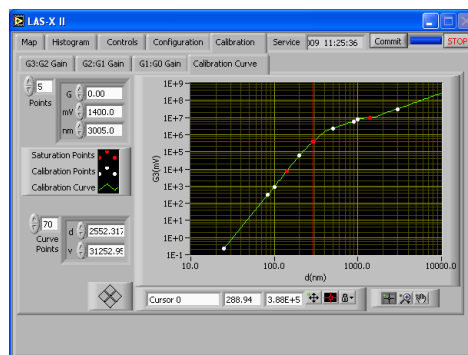 LAS-X II
Map Histogram Controls Configuration Calibration Service 009 11:25:36 Commit STOP
G3:G2 Gain G2:G1 Gain G1:G0 Gain Calibration Curve
5
Points
G 0.00
mV 1400.0
nm 3005.0
Saturation Points
Calibration Points
Calibration Curve
70
Curve
Points
d 2552.317
v 31252.95
G3(mV)
1E+9
1E+8
1E+7
1E+6
1E+5
1E+4
1E+3
1E+2
1E+1
1E+0
1E-1
10.0 100.0 1000.0 10000.0
d(nm)
Cursor 0 288.94 3.88E+5